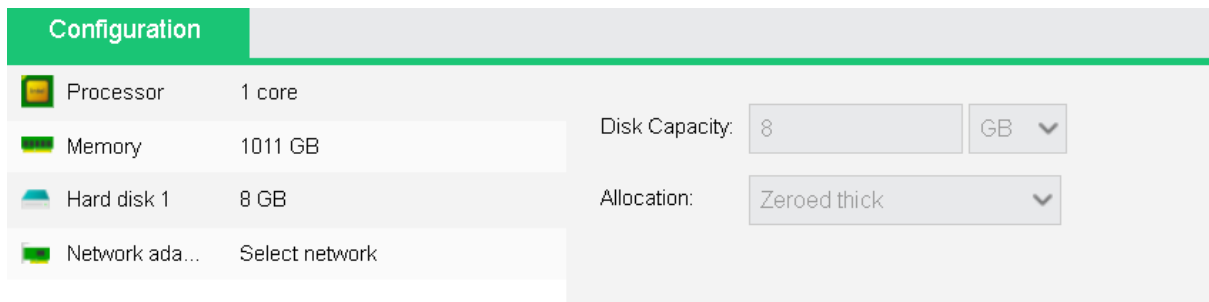 Configuration
Processor 1 core
Memory 1011 GB
Hard disk 1 8 GB
Network ada... Select network
Disk Capacity: 8 GB
Allocation: Zeroed thick